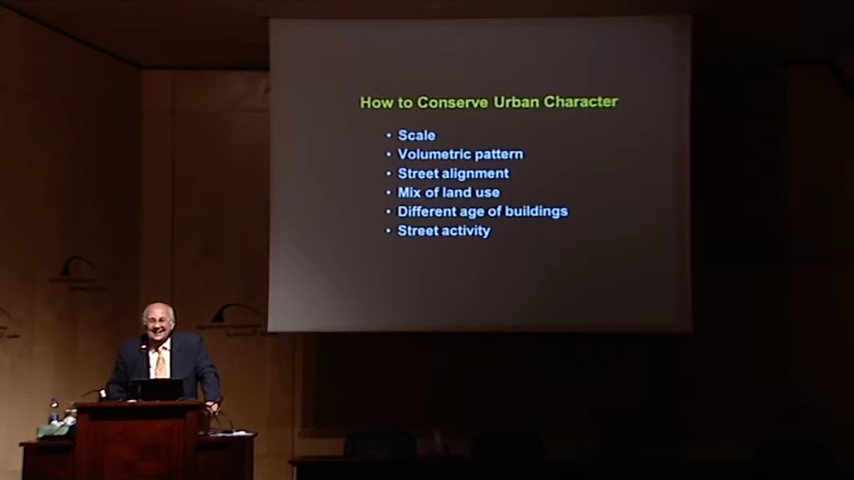 How to Conserve Urban Character
• Scale
• Volumetric pattern
• Street alignment
• Mix of land use
• Different age of buildings
• Street activity